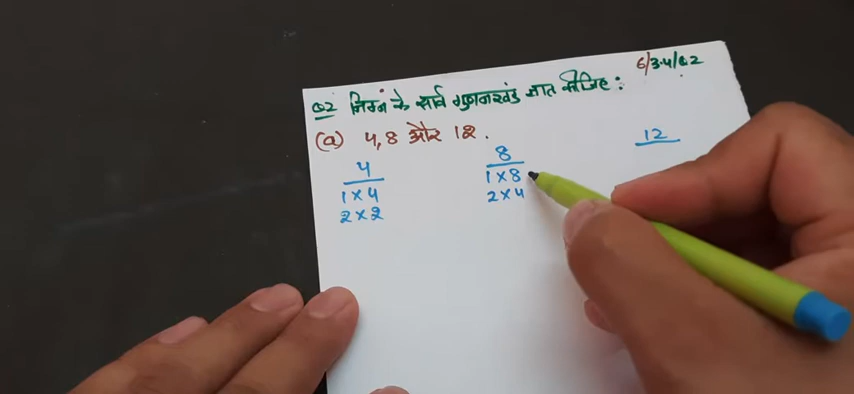 6/3.4/Q2
Q2 निम्न के सार्व गुणनखंड ज्ञात कीजिए :
(a) 4, 8 और 12.
4 8 12
1 × 4 1 × 8
2 × 2 2 × 4